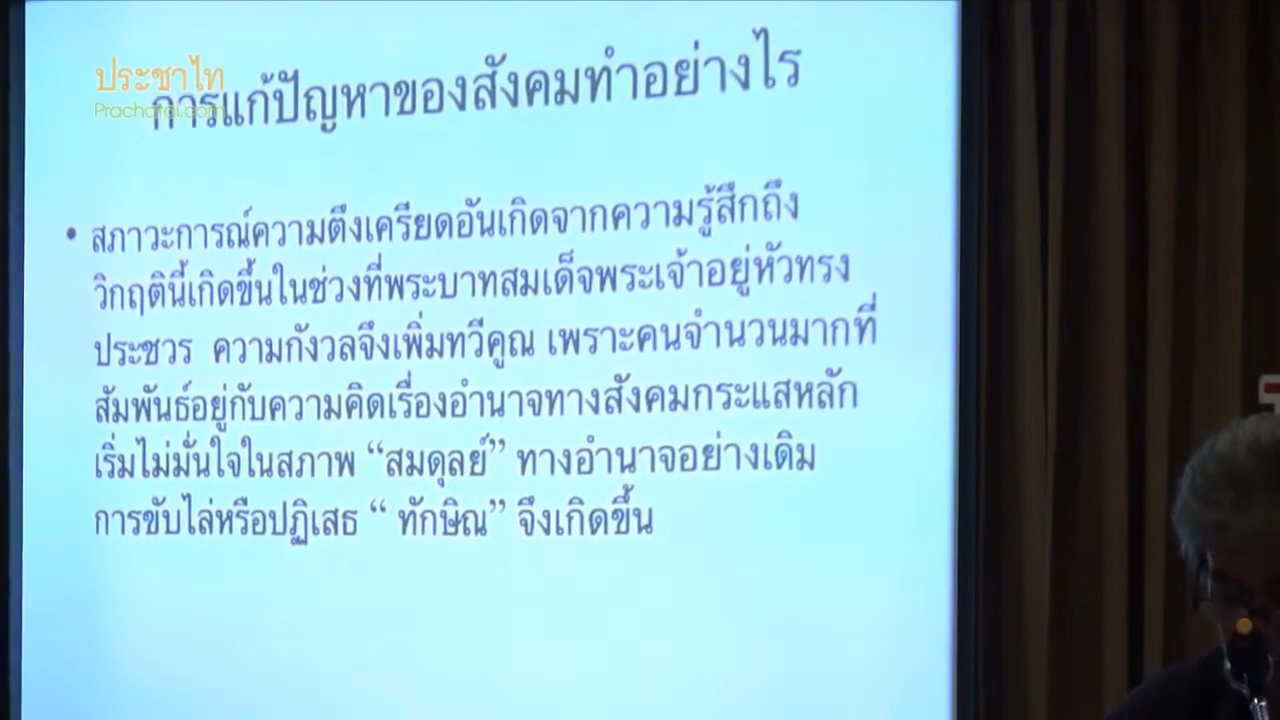 ประชาไท
Prachatai.com
การแก้ปัญหาของสังคมทำอย่างไร
• สภาวะการณ์ความตึงเครียดอันเกิดจากความรู้สึกถึง
วิกฤตินี้เกิดขึ้นในช่วงที่พระบาทสมเด็จพระเจ้าอยู่หัวทรง
ประชวร ความกังวลจึงเพิ่มทวีคูณ เพราะคนจำนวนมากที่
สัมพันธ์อยู่กับความคิดเรื่องอำนาจทางสังคมกระแสหลัก
เริ่มไม่มั่นใจในสภาพ “สมดุลย์” ทางอำนาจอย่างเดิม
การขับไล่หรือปฏิเสธ “ ทักษิณ” จึงเกิดขึ้น